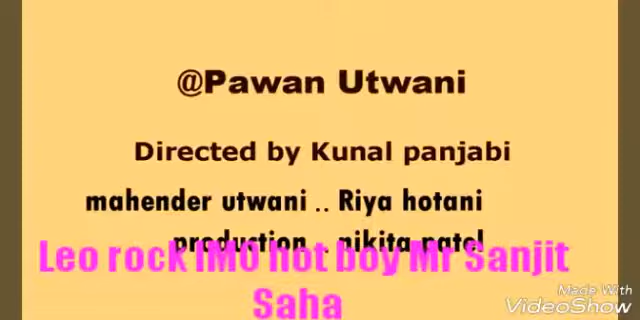 @Pawan Utwani
Directed by Kunal panjabi
mahender utwani .. Riya hotani
production .. nikita patel
Leo rock IMO hot boy Mr Sanjit
Saha
Made With
VideoShow